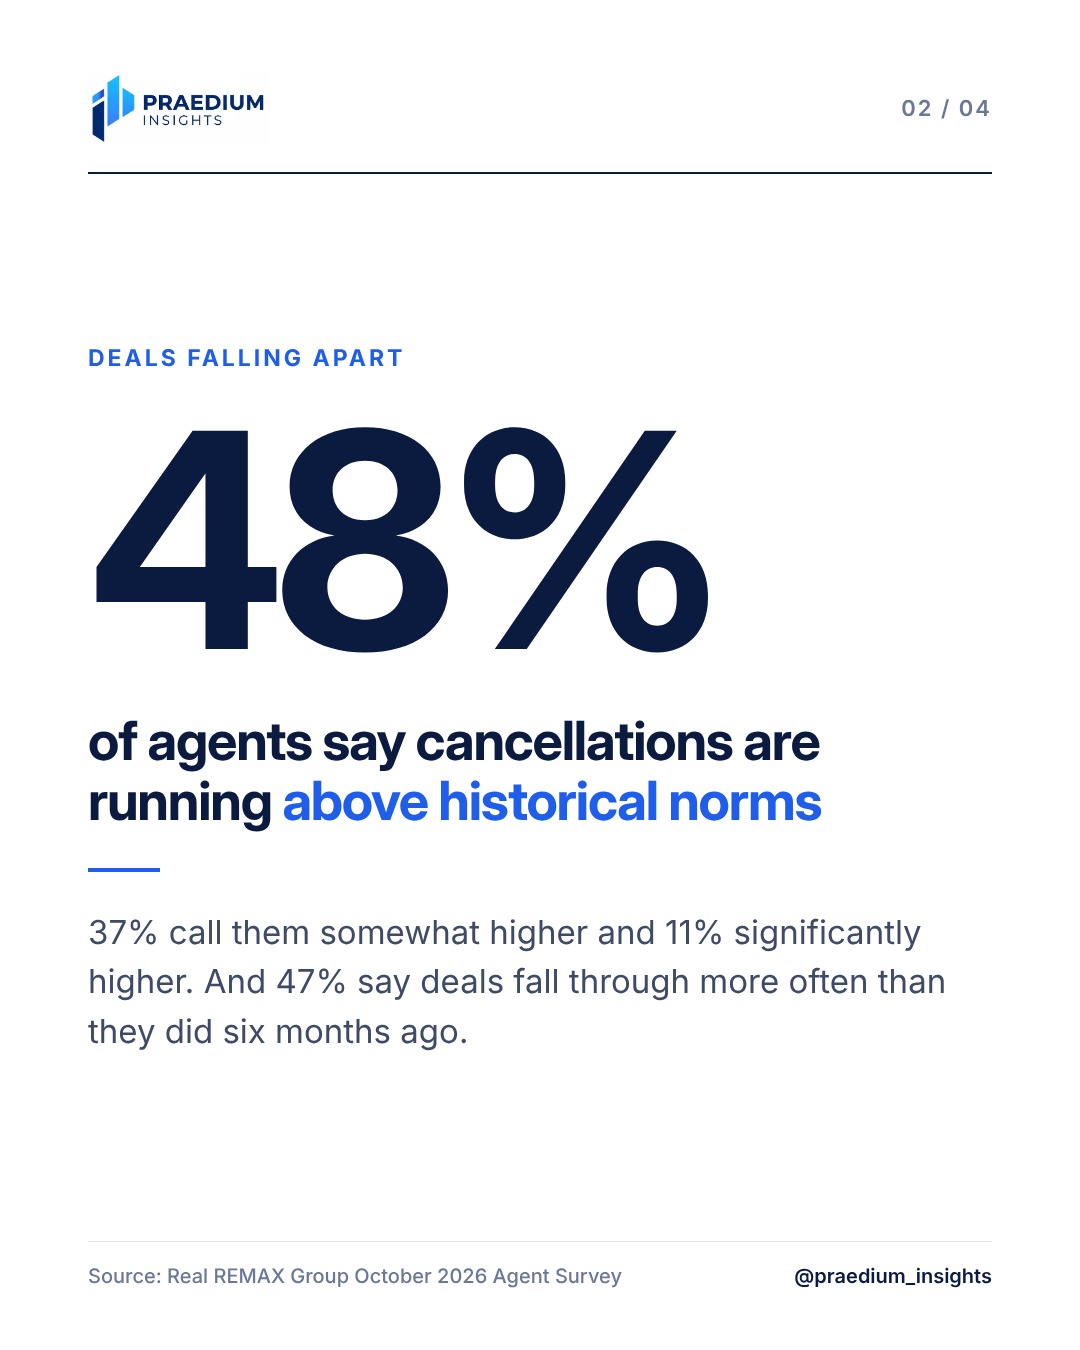 PRAEDIUM
INSIGHTS
02 / 04
DEALS FALLING APART
48%
of agents say cancellations are
running above historical norms
37% call them somewhat higher and 11% significantly
higher. And 47% say deals fall through more often than
they did six months ago.
Source: Real REMAX Group October 2026 Agent Survey
@praedium_insights